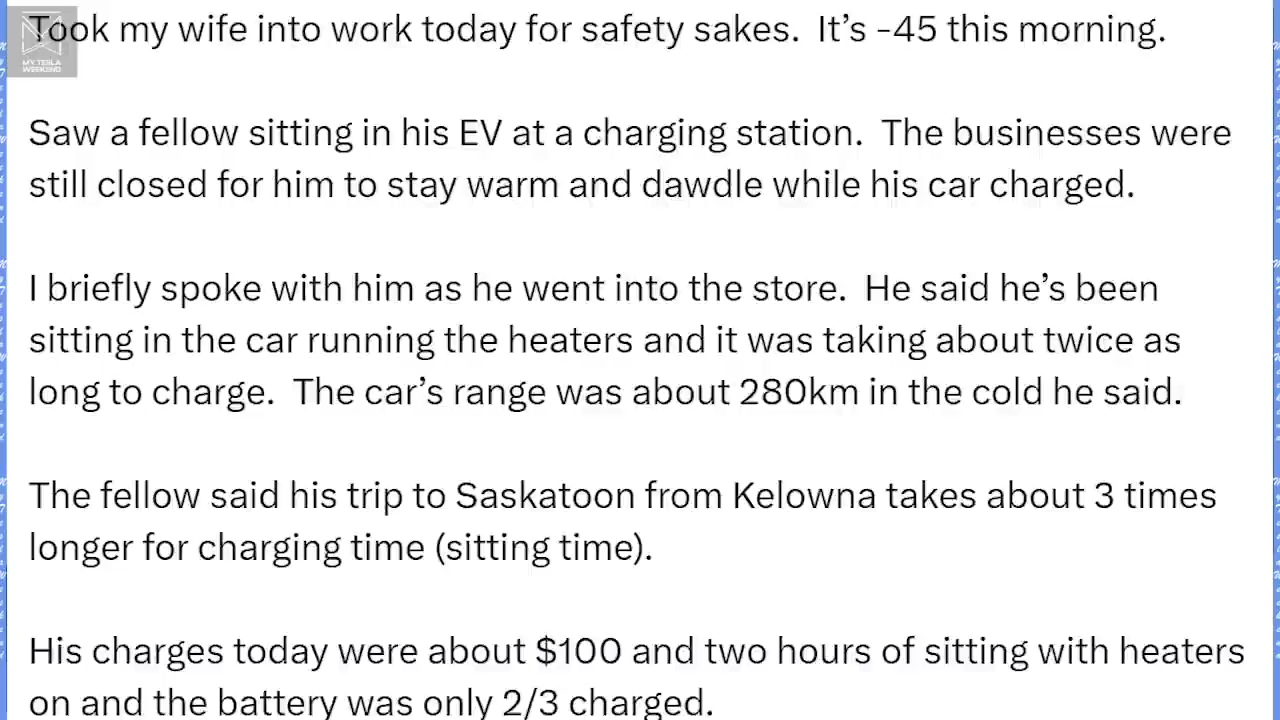 Took my wife into work today for safety sakes. It's -45 this morning.
MY TESLA
WEEKEND
Saw a fellow sitting in his EV at a charging station. The businesses were
still closed for him to stay warm and dawdle while his car charged.
I briefly spoke with him as he went into the store. He said he's been
sitting in the car running the heaters and it was taking about twice as
long to charge. The car's range was about 280km in the cold he said.
The fellow said his trip to Saskatoon from Kelowna takes about 3 times
longer for charging time (sitting time).
His charges today were about $100 and two hours of sitting with heaters
on and the battery was only 2/3 charged.